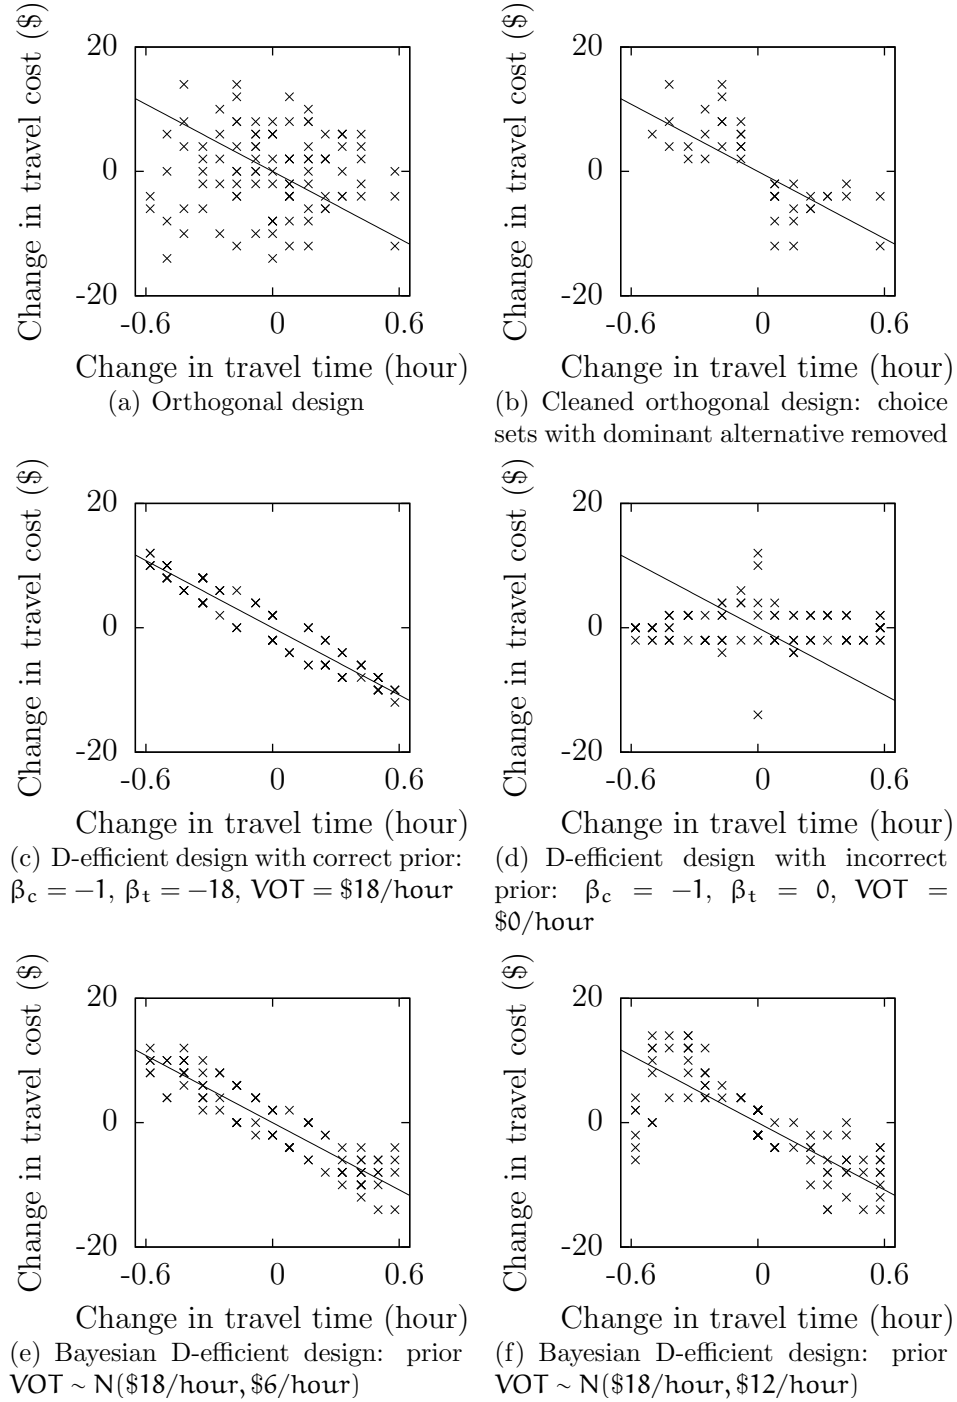 Change in travel cost ($)
20
0
-20
-0.6 0 0.6
Change in travel time (hour)
(a) Orthogonal design
Change in travel cost ($)
20
0
-20
-0.6 0 0.6
Change in travel time (hour)
(b) Cleaned orthogonal design: choice
sets with dominant alternative removed
Change in travel cost ($)
20
0
-20
-0.6 0 0.6
Change in travel time (hour)
(c) D-efficient design with correct prior:
β_c = −1, β_t = −18, VOT = $18/hour
Change in travel cost ($)
20
0
-20
-0.6 0 0.6
Change in travel time (hour)
(d) D-efficient design with incorrect
prior: β_c = −1, β_t = 0, VOT =
$0/hour
Change in travel cost ($)
20
0
-20
-0.6 0 0.6
Change in travel time (hour)
(e) Bayesian D-efficient design: prior
VOT ~ N($18/hour, $6/hour)
Change in travel cost ($)
20
0
-20
-0.6 0 0.6
Change in travel time (hour)
(f) Bayesian D-efficient design: prior
VOT ~ N($18/hour, $12/hour)